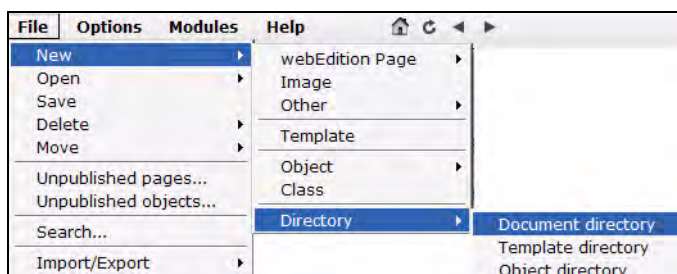 File Options Modules Help
New
Open
Save
Delete
Move
Unpublished pages...
Unpublished objects...
Search...
Import/Export
webEdition Page
Image
Other
Template
Object
Class
Directory
Document directory
Template directory
Object directory